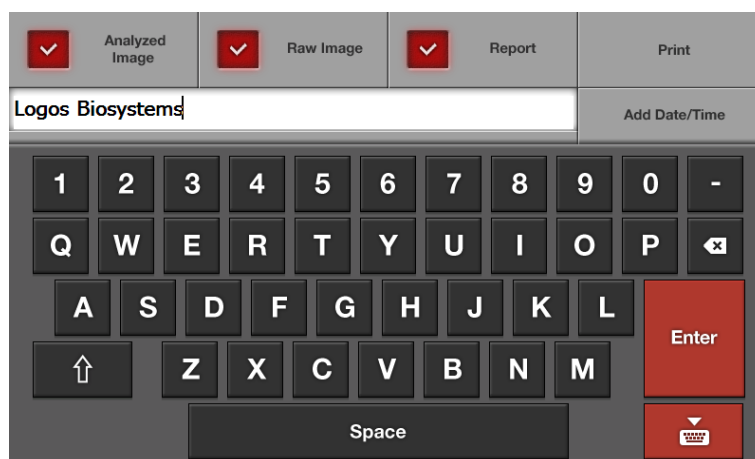 Analyzed Image
Raw Image
Report
Print
Logos Biosystems
Add Date/Time
1 2 3 4 5 6 7 8 9 0 -
Q W E R T Y U I O P
A S D F G H J K L
Enter
Z X C V B N M
Space